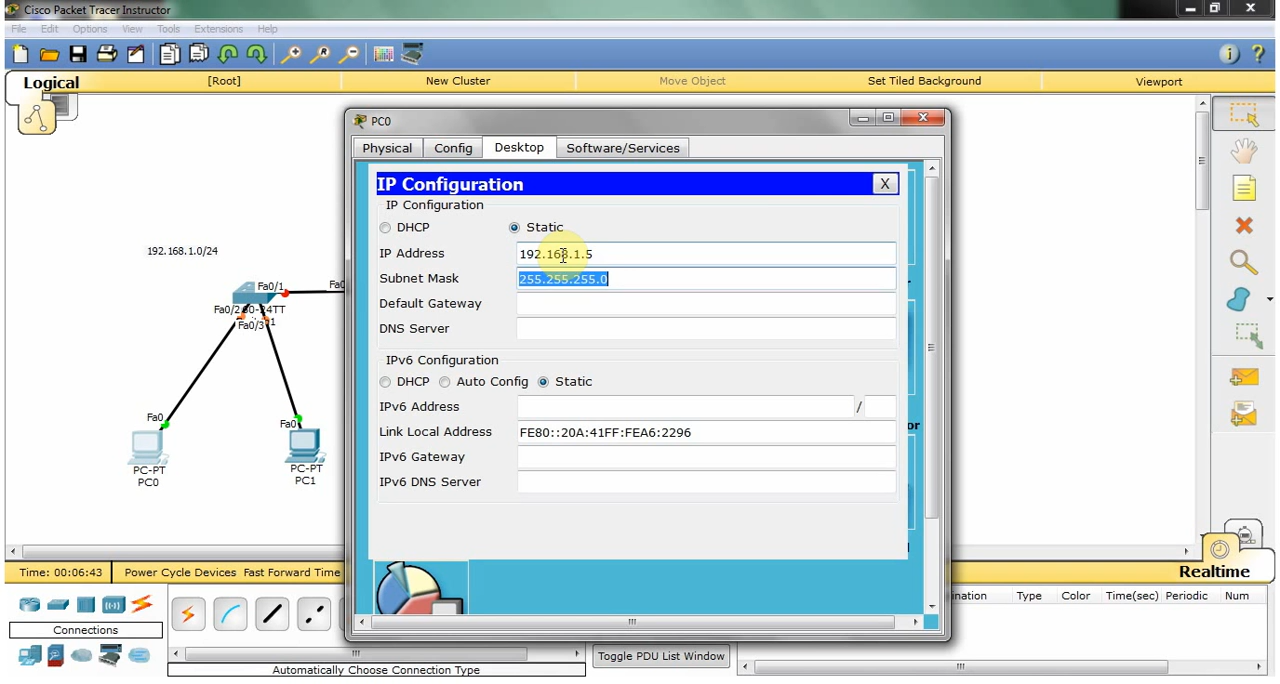 Cisco Packet Tracer Instructor
File Edit Options View Tools Extensions Help
Logical [Root] New Cluster Move Object Set Tiled Background Viewport
PC0
Physical Config Desktop Software/Services
IP Configuration X
IP Configuration
DHCP Static
IP Address 192.168.1.5
Subnet Mask 255.255.255.0
Default Gateway
DNS Server
IPv6 Configuration
DHCP Auto Config Static
IPv6 Address /
Link Local Address FE80::20A:41FF:FEA6:2296
IPv6 Gateway
IPv6 DNS Server
192.168.1.0/24
Fa0/1 Fa0
Fa0/2
Fa0/3
Fa0
Fa0
PC-PT
PC0
PC-PT
PC1
Time: 00:06:43 Power Cycle Devices Fast Forward Time
Realtime
Connections
Automatically Choose Connection Type
Toggle PDU List Window
ination Type Color Time(sec) Periodic Num